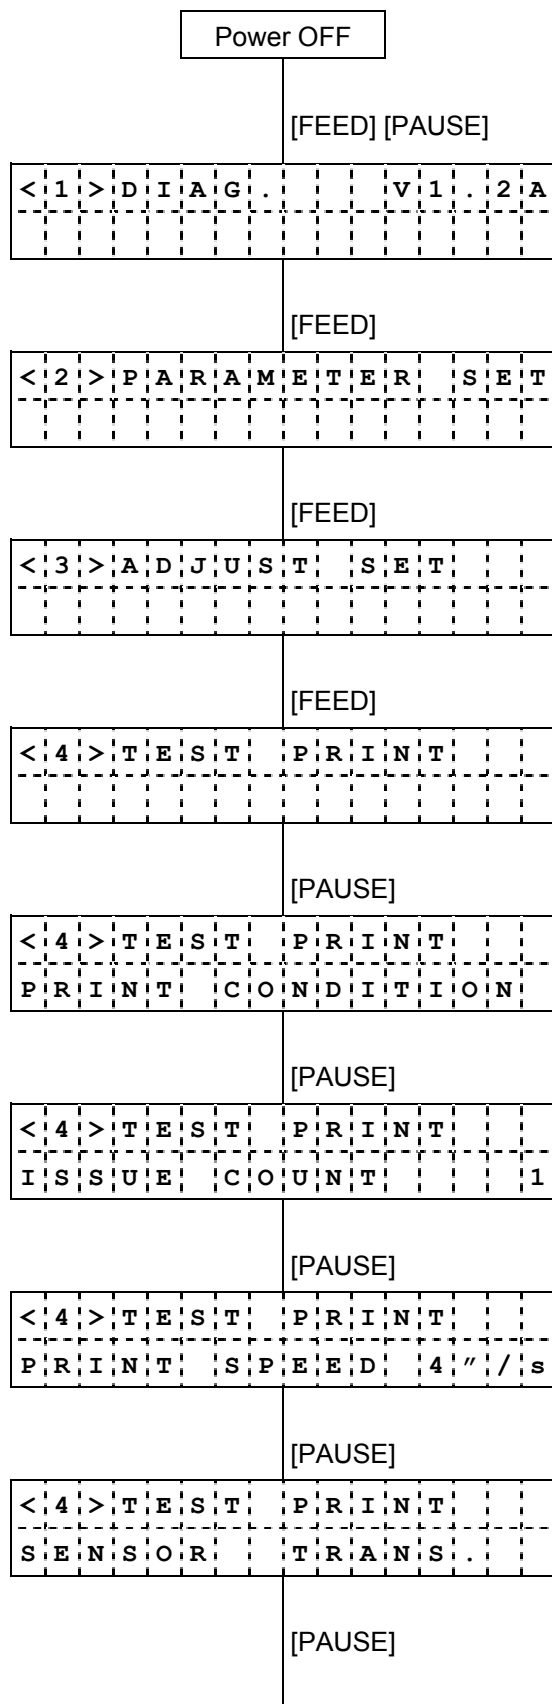 Power OFF
[FEED] [PAUSE]
<1>DIAG.   V1.2A
[FEED]
<2>PARAMETER SET
[FEED]
<3>ADJUST SET
[FEED]
<4>TEST PRINT
[PAUSE]
<4>TEST PRINT
PRINT CONDITION
[PAUSE]
<4>TEST PRINT
ISSUE COUNT    1
[PAUSE]
<4>TEST PRINT
PRINT SPEED 4″/s
[PAUSE]
<4>TEST PRINT
SENSOR  TRANS.
[PAUSE]